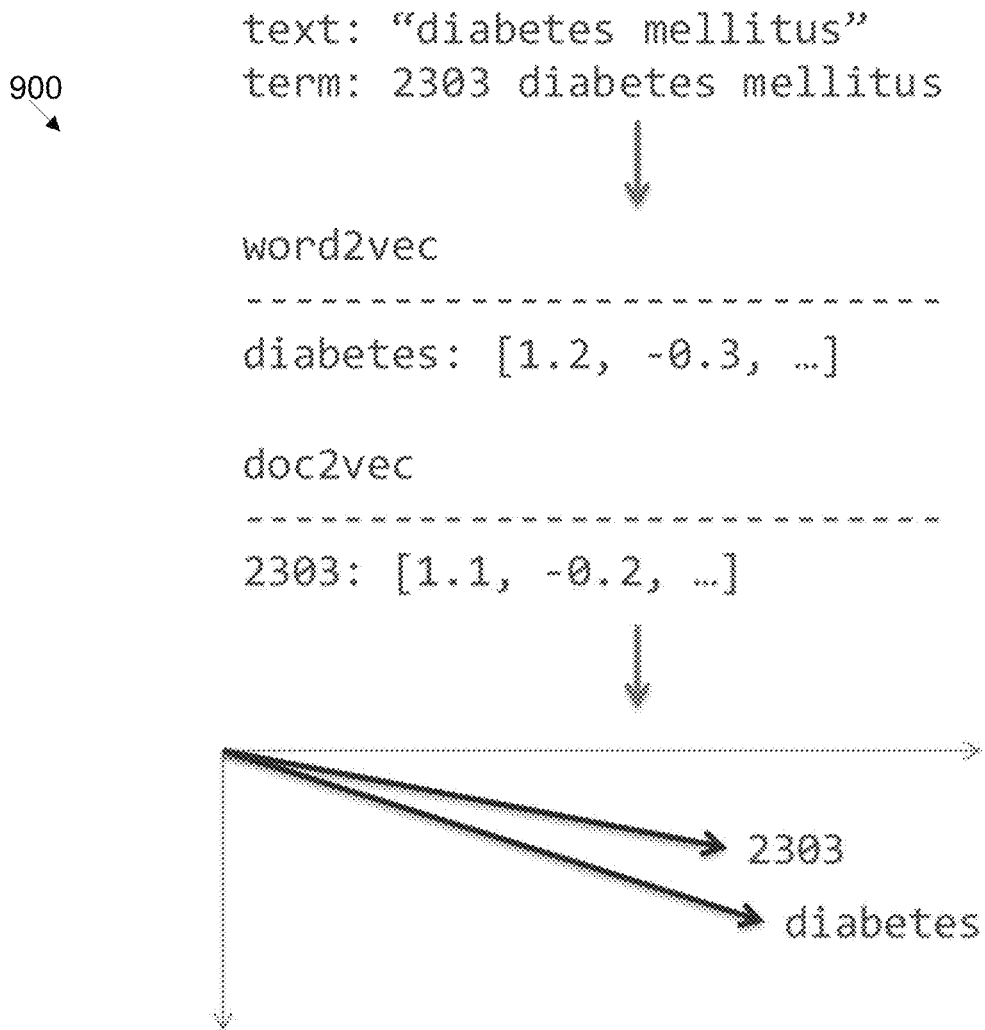 900
text: “diabetes mellitus”
term: 2303 diabetes mellitus
word2vec
----------------------------
diabetes: [1.2, -0.3, …]
doc2vec
----------------------------
2303: [1.1, -0.2, …]
2303
diabetes